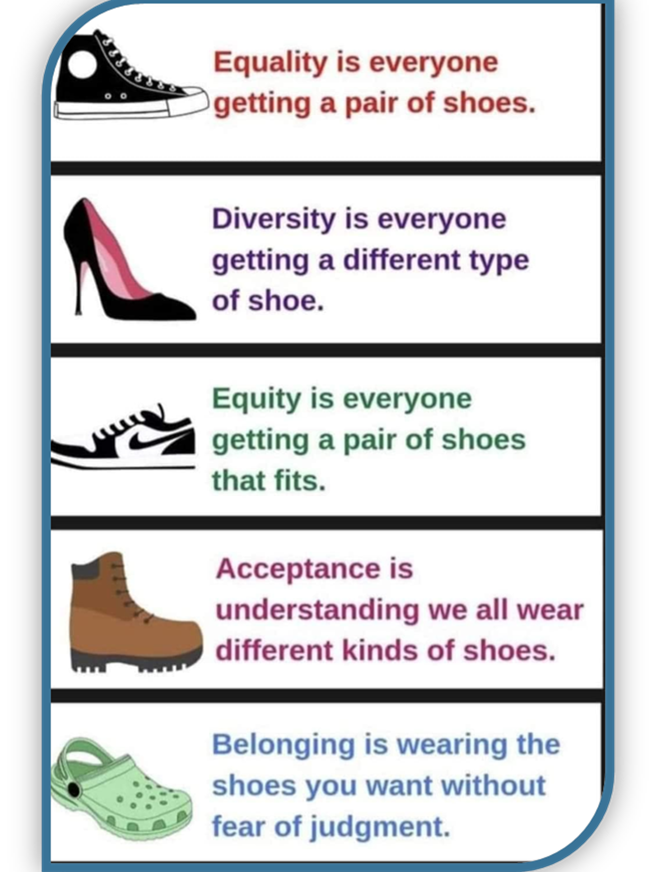 Equality is everyone
getting a pair of shoes.
Diversity is everyone
getting a different type
of shoe.
Equity is everyone
getting a pair of shoes
that fits.
Acceptance is
understanding we all wear
different kinds of shoes.
Belonging is wearing the
shoes you want without
fear of judgment.